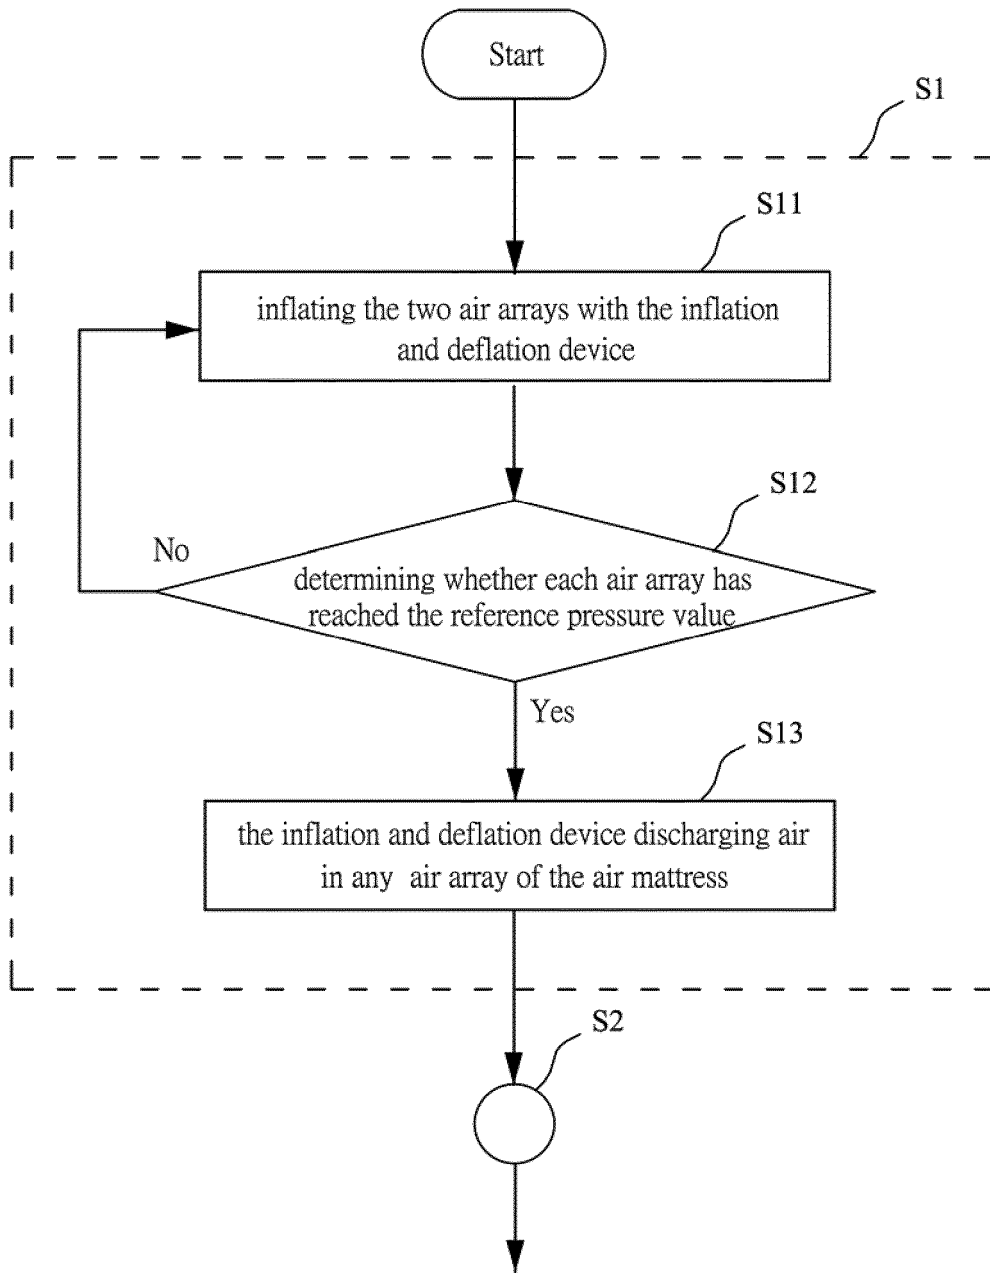 Start
S1
S11
inflating the two air arrays with the inflation
and deflation device
S12
No
determining whether each air array has
reached the reference pressure value
Yes
S13
the inflation and deflation device discharging air
in any air array of the air mattress
S2